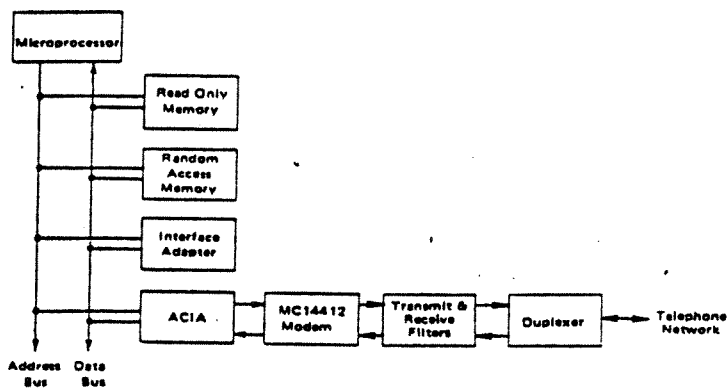 Microprocessor
Read Only
Memory
Random
Access
Memory
Interface
Adapter
ACIA
MC14412
Modem
Transmit &
Receive
Filters
Duplexer
Telephone
Network
Address
Bus
Data
Bus